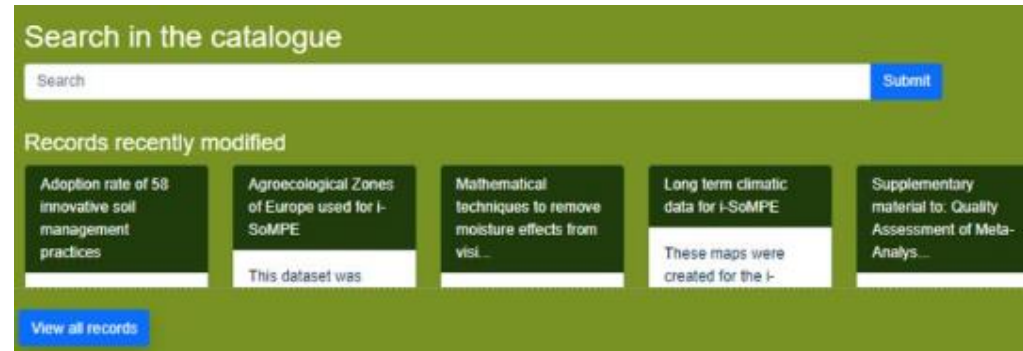 Search in the catalogue
Search
Submit
Records recently modified
Adoption rate of 58
innovative soil
management
practices
Agroecological Zones
of Europe used for i-
SoMPE
This dataset was
Mathematical
techniques to remove
moisture effects from
visi...
Long term climatic
data for i-SoMPE
These maps were
created for the i-
Supplementary
material to: Quality
Assessment of Meta-
Analys...
View all records